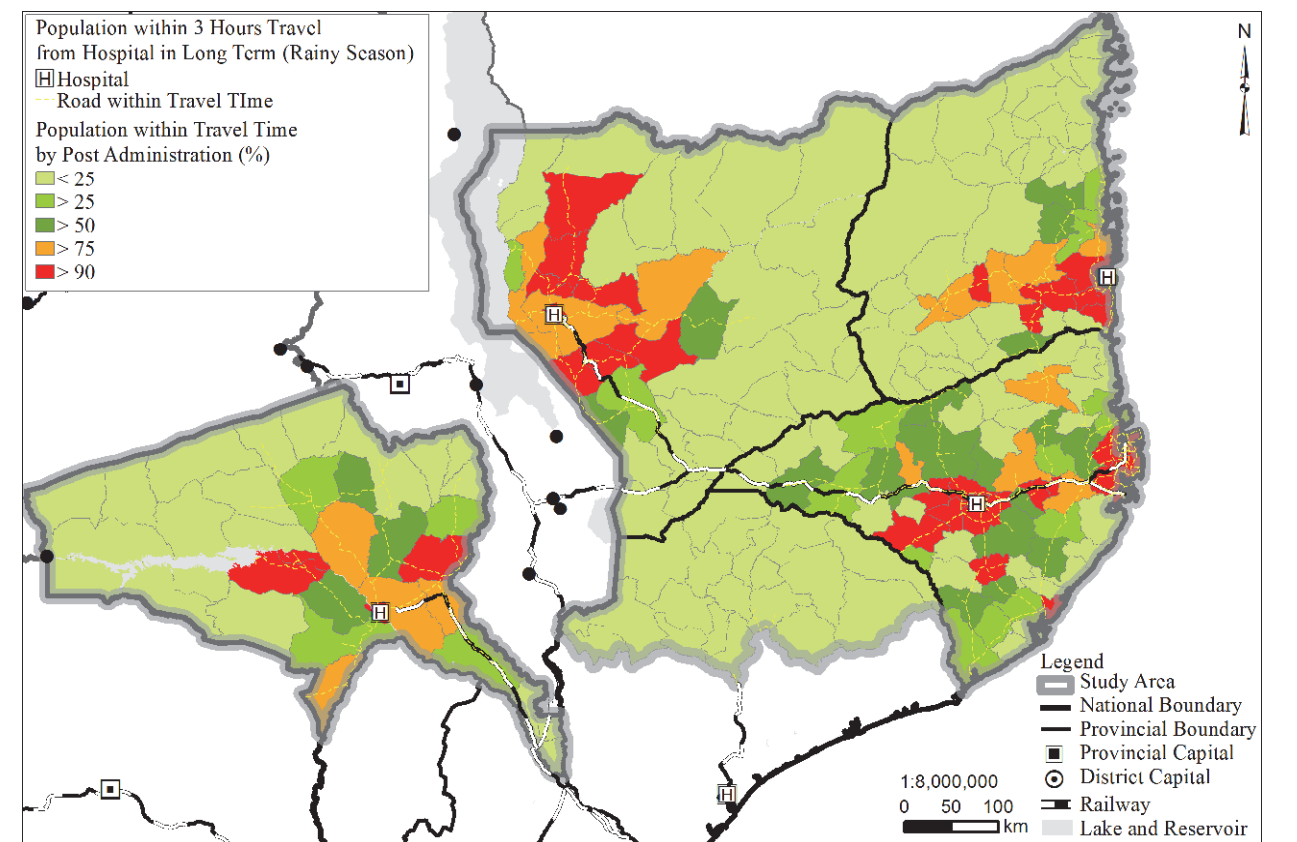 Population within 3 Hours Travel
from Hospital in Long Term (Rainy Season)
H Hospital
Road within Travel TIme
Population within Travel Time
by Post Administration (%)
< 25
> 25
> 50
> 75
> 90
N
H
H
H
H
H
Legend
Study Area
National Boundary
Provincial Boundary
Provincial Capital
District Capital
Railway
Lake and Reservoir
1:8,000,000
0 50 100
km